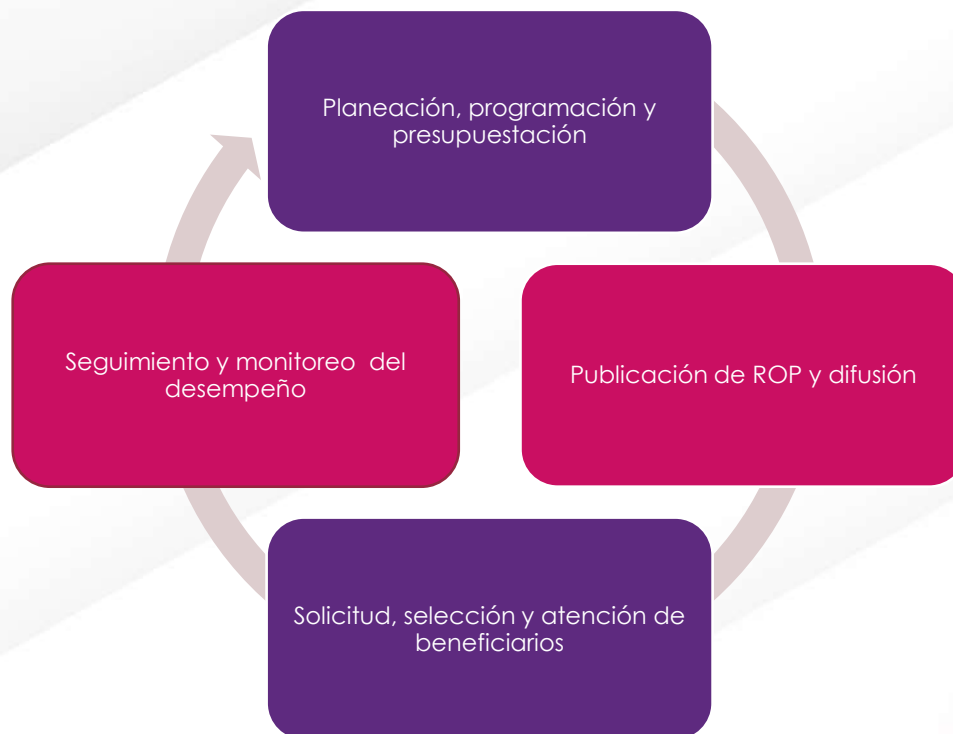 Planeación, programación y
presupuestación
Publicación de ROP y difusión
Solicitud, selección y atención de
beneficiarios
Seguimiento y monitoreo  del
desempeño